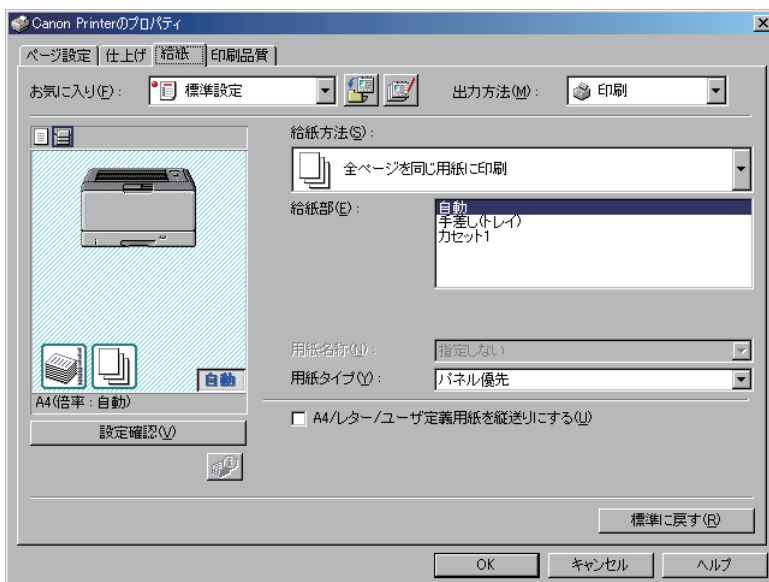 Canon Printerのプロパティ
ページ設定 仕上げ 給紙 印刷品質
お気に入り(F): 標準設定 出力方法(M): 印刷
給紙方法(S):
全ページを同じ用紙に印刷
給紙部(E): 自動
手差し(トレイ)
カセット1
自動
用紙名称(N): 指定しない
用紙タイプ(Y): パネル優先
A4(倍率:自動)
設定確認(V)
A4/レター/ユーザ定義用紙を縦送りにする(U)
標準に戻す(R)
OK キャンセル ヘルプ